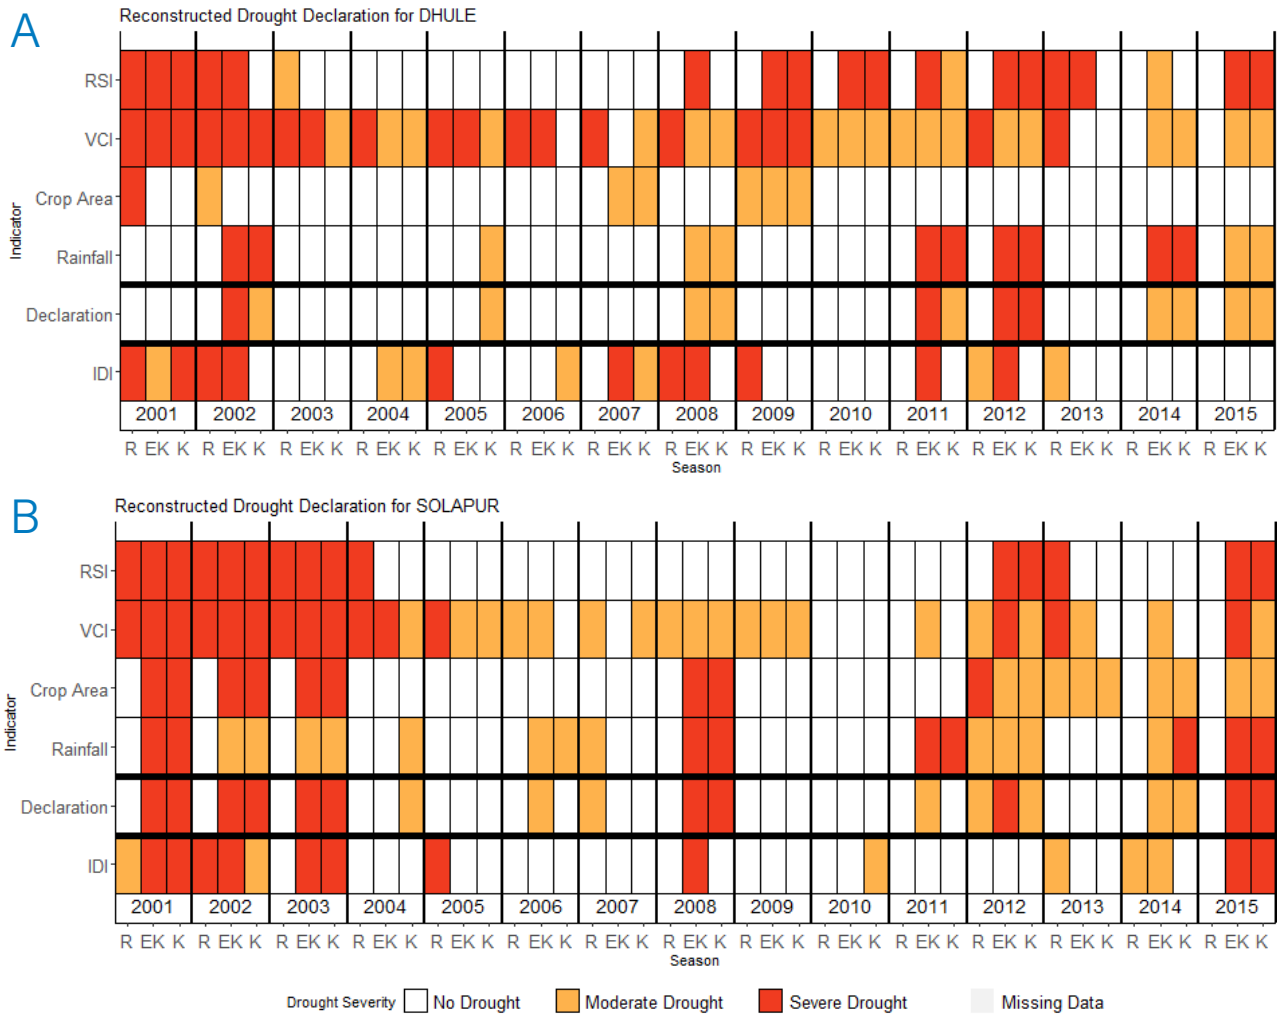 A
Reconstructed Drought Declaration for DHULE
Indicator
RSI
VCI
Crop Area
Rainfall
Declaration
IDI
2001 2002 2003 2004 2005 2006 2007 2008 2009 2010 2011 2012 2013 2014 2015
R EK K R EK K R EK K R EK K R EK K R EK K R EK K R EK K R EK K R EK K R EK K R EK K R EK K R EK K R EK K
Season
B
Reconstructed Drought Declaration for SOLAPUR
Indicator
RSI
VCI
Crop Area
Rainfall
Declaration
IDI
2001 2002 2003 2004 2005 2006 2007 2008 2009 2010 2011 2012 2013 2014 2015
R EK K R EK K R EK K R EK K R EK K R EK K R EK K R EK K R EK K R EK K R EK K R EK K R EK K R EK K R EK K
Season
Drought Severity No Drought Moderate Drought Severe Drought Missing Data